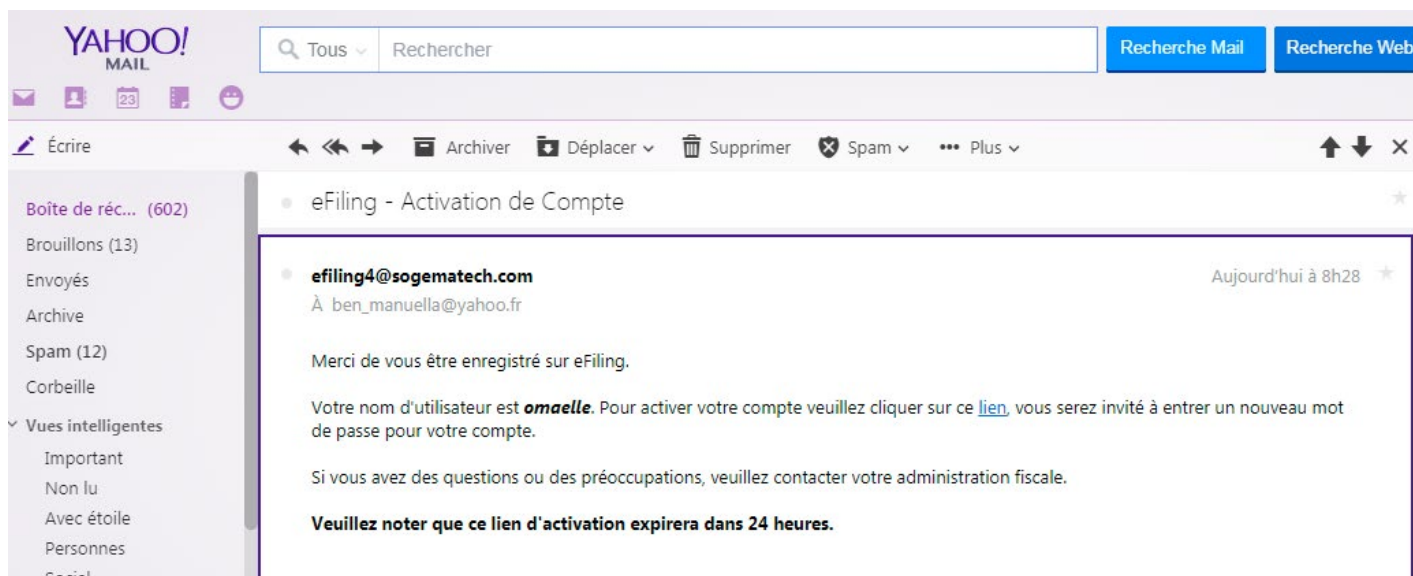 YAHOO!
MAIL
Tous Rechercher Recherche Mail Recherche Web
23
Écrire Archiver Déplacer Supprimer Spam Plus
eFiling - Activation de Compte
Boîte de réc... (602)
Brouillons (13)
Envoyés
Archive
Spam (12)
Corbeille
Vues intelligentes
Important
Non lu
Avec étoile
Personnes
efiling4@sogematech.com Aujourd'hui à 8h28
À ben_manuella@yahoo.fr
Merci de vous être enregistré sur eFiling.
Votre nom d'utilisateur est omaelle. Pour activer votre compte veuillez cliquer sur ce lien, vous serez invité à entrer un nouveau mot
de passe pour votre compte.
Si vous avez des questions ou des préoccupations, veuillez contacter votre administration fiscale.
Veuillez noter que ce lien d'activation expirera dans 24 heures.